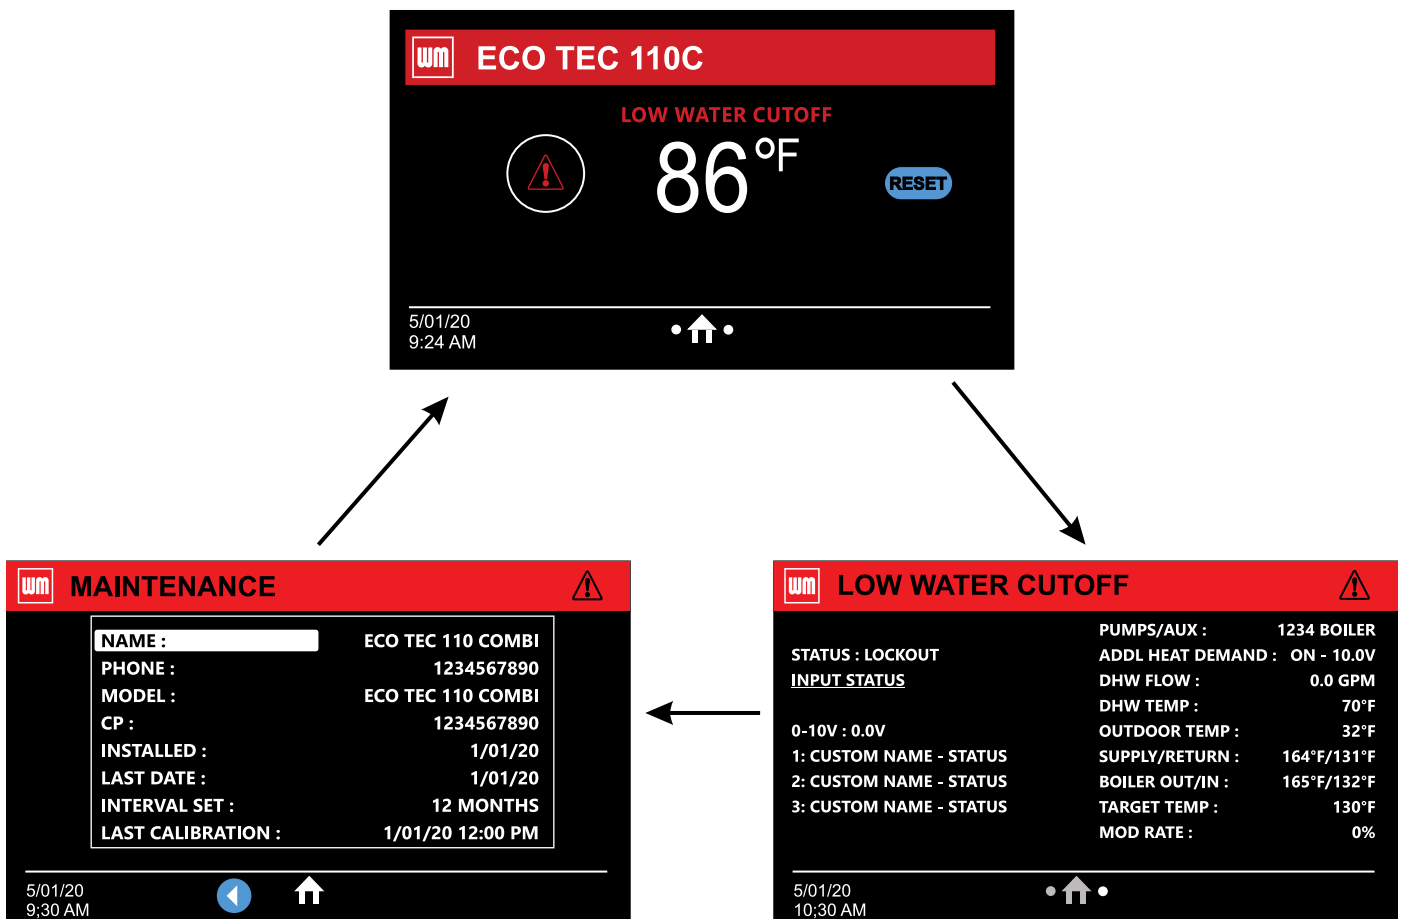 wm ECO TEC 110C
LOW WATER CUTOFF
86°F
RESET
5/01/20
9:24 AM
wm MAINTENANCE
NAME : ECO TEC 110 COMBI
PHONE : 1234567890
MODEL : ECO TEC 110 COMBI
CP : 1234567890
INSTALLED : 1/01/20
LAST DATE : 1/01/20
INTERVAL SET : 12 MONTHS
LAST CALIBRATION : 1/01/20 12:00 PM
5/01/20
9;30 AM
wm LOW WATER CUTOFF
STATUS : LOCKOUT
INPUT STATUS
0-10V : 0.0V
1: CUSTOM NAME - STATUS
2: CUSTOM NAME - STATUS
3: CUSTOM NAME - STATUS
PUMPS/AUX : 1234 BOILER
ADDL HEAT DEMAND : ON - 10.0V
DHW FLOW : 0.0 GPM
DHW TEMP : 70°F
OUTDOOR TEMP : 32°F
SUPPLY/RETURN : 164°F/131°F
BOILER OUT/IN : 165°F/132°F
TARGET TEMP : 130°F
MOD RATE : 0%
5/01/20
10;30 AM